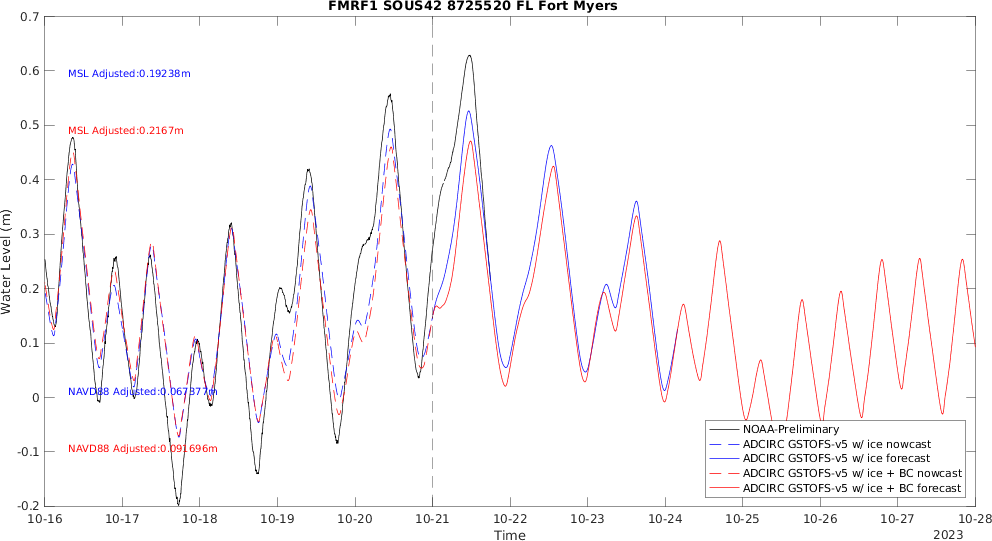 FMRF1 SOUS42 8725520 FL Fort Myers
0.7
0.6
0.5
0.4
0.3
0.2
0.1
0
-0.1
-0.2
Water Level (m)
MSL Adjusted:0.19238m
MSL Adjusted:0.2167m
NAVD88 Adjusted:0.067377m
NAVD88 Adjusted:0.091696m
NOAA-Preliminary
ADCIRC GSTOFS-v5 w/ ice nowcast
ADCIRC GSTOFS-v5 w/ ice forecast
ADCIRC GSTOFS-v5 w/ ice + BC nowcast
ADCIRC GSTOFS-v5 w/ ice + BC forecast
10-16 10-17 10-18 10-19 10-20 10-21 10-22 10-23 10-24 10-25 10-26 10-27 10-28
Time
2023